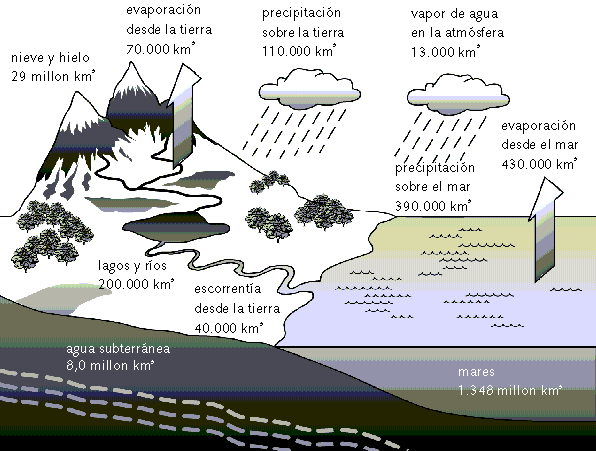 evaporación
desde la tierra
70.000 km³
precipitación
sobre la tierra
110.000 km³
vapor de agua
en la atmósfera
13.000 km³
nieve y hielo
29 millon km³
evaporación
desde el mar
430.000 km³
precipitación
sobre el mar
390.000 km³
lagos y ríos
200.000 km³
escorrentía
desde la tierra
40.000 km³
agua subterránea
8,0 millon km³
mares
1.348 millon km³